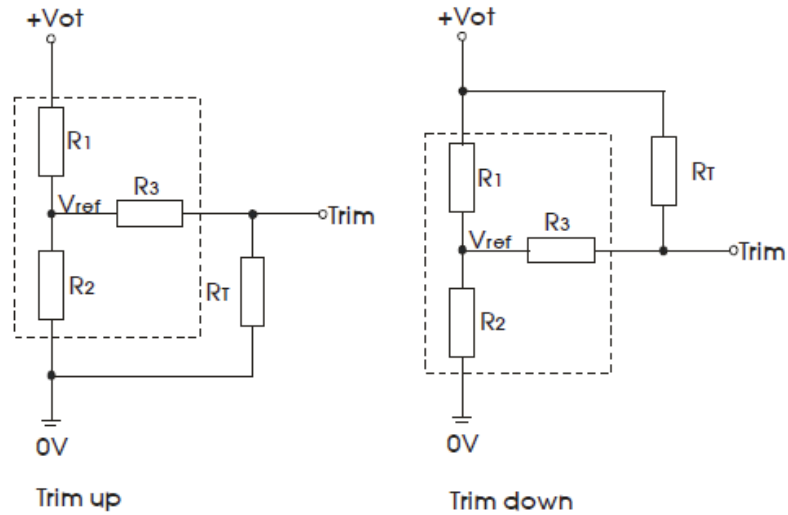 +Vot
R1
Vref
R3
Trim
R2
RT
0V
Trim up
+Vot
R1
RT
Vref
R3
Trim
R2
0V
Trim down